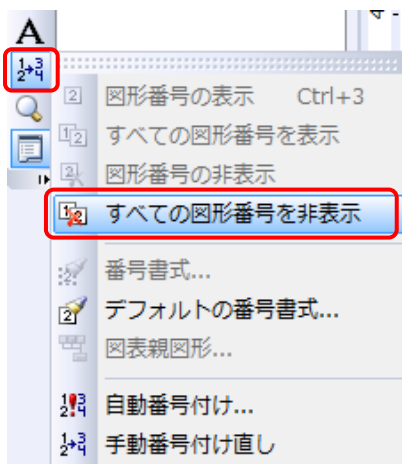 A
図形番号の表示 Ctrl+3
すべての図形番号を表示
図形番号の非表示
すべての図形番号を非表示
番号書式...
デフォルトの番号書式...
図表親図形...
自動番号付け...
手動番号付け直し